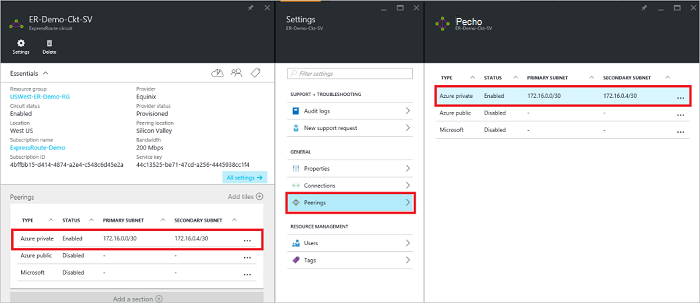 ER-Demo-Ckt-SV
ExpressRoute circuit
Settings
Delete
Essentials
Resource group
USWest-ER-Demo-RG
Circuit status
Enabled
Location
West US
Subscription name
ExpressRoute-Demo
Subscription ID
4bffbb15-d414-4874-a2e4-c548c6d45e2a
Provider
Equinix
Provider status
Provisioned
Peering location
Silicon Valley
Bandwidth
200 Mbps
Service key
44c13525-be71-47cd-a256-4445938cc1f4
All settings →
Peerings
Add tiles
TYPE STATUS PRIMARY SUBNET SECONDARY SUBNET
Azure private Enabled 172.16.0.0/30 172.16.0.4/30 ...
Azure public Disabled - - ...
Microsoft Disabled - - ...
Add a section
Settings
ER-Demo-Ckt-SV
Filter settings
SUPPORT + TROUBLESHOOTING
Audit logs
New support request
GENERAL
Properties
Connections
Peerings
RESOURCE MANAGEMENT
Users
Tags
Pecho
ER-Demo-Ckt-SV
TYPE STATUS PRIMARY SUBNET SECONDARY SUBNET
Azure private Enabled 172.16.0.0/30 172.16.0.4/30 ...
Azure public Disabled - - ...
Microsoft Disabled - - ...